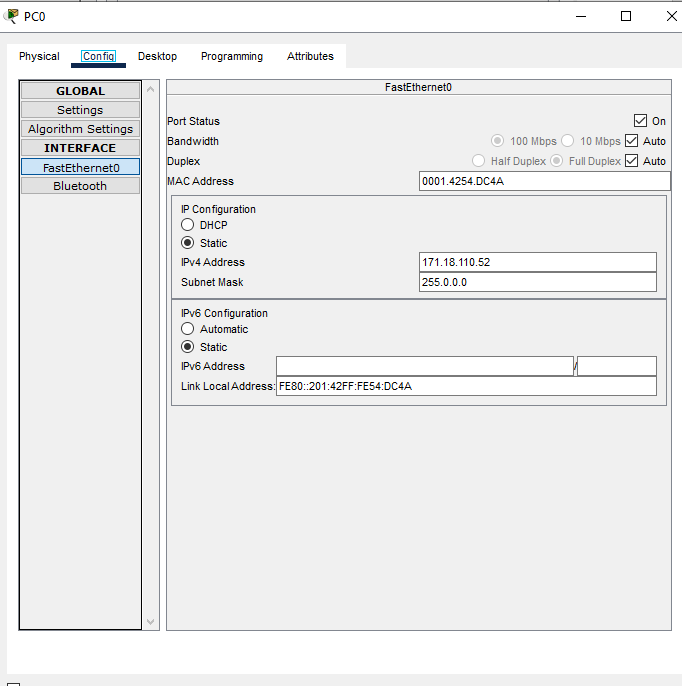 PC0
Physical Config Desktop Programming Attributes
GLOBAL
Settings
Algorithm Settings
INTERFACE
FastEthernet0
Bluetooth
FastEthernet0
Port Status On
Bandwidth 100 Mbps 10 Mbps Auto
Duplex Half Duplex Full Duplex Auto
MAC Address 0001.4254.DC4A
IP Configuration
DHCP
Static
IPv4 Address 171.18.110.52
Subnet Mask 255.0.0.0
IPv6 Configuration
Automatic
Static
IPv6 Address /
Link Local Address: FE80::201:42FF:FE54:DC4A